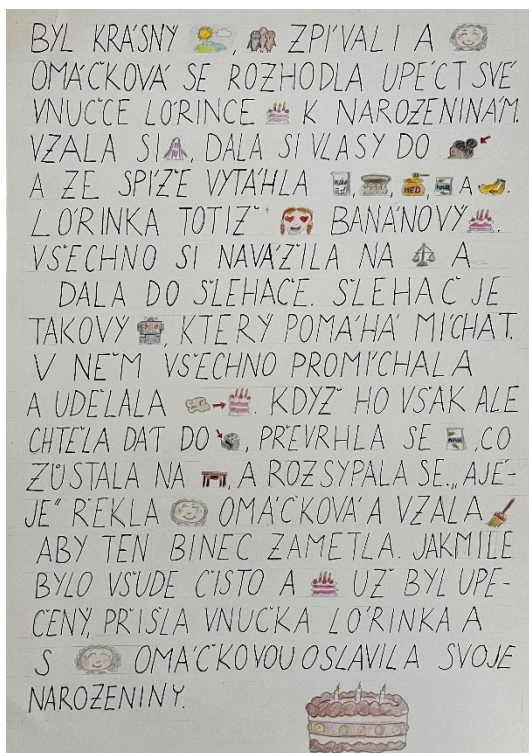 BYL KRÁSNÝ , ZPÍVALI A
OMÁČKOVÁ SE ROZHODLA UPÉCT SVÉ
VNUČCE LÓRINCE K NAROZENINÁM.
VZALA SI , DALA SI VLASY DO
A ZE SPÍŽE VYTÁHLA , , , A .
LÓRINKA TOTIŽ BANÁNOVÝ .
VŠECHNO SI NAVÁŽILA NA A
DALA DO ŠLEHAČE. ŠLEHAČ JE
TAKOVÝ , KTERÝ POMÁHÁ MÍCHAT.
V NĚM VŠECHNO PROMÍCHALA
A UDĚLALA . KDYŽ HO VŠAK ALE
CHTĚLA DÁT DO , PŘEVRHLA SE , CO
ZŮSTALA NA , A ROZSYPALA SE. „AJÉ-
JE" ŘEKLA OMÁČKOVÁ A VZALA
ABY TEN BINEC ZAMETLA. JAKMILE
BYLO VŠUDE ČISTO A UŽ BYL UPE-
ČENÝ, PŘIŠLA VNUČKA LÓRINKA A
S OMÁČKOVOU OSLAVILA SVOJE
NAROZENINY.